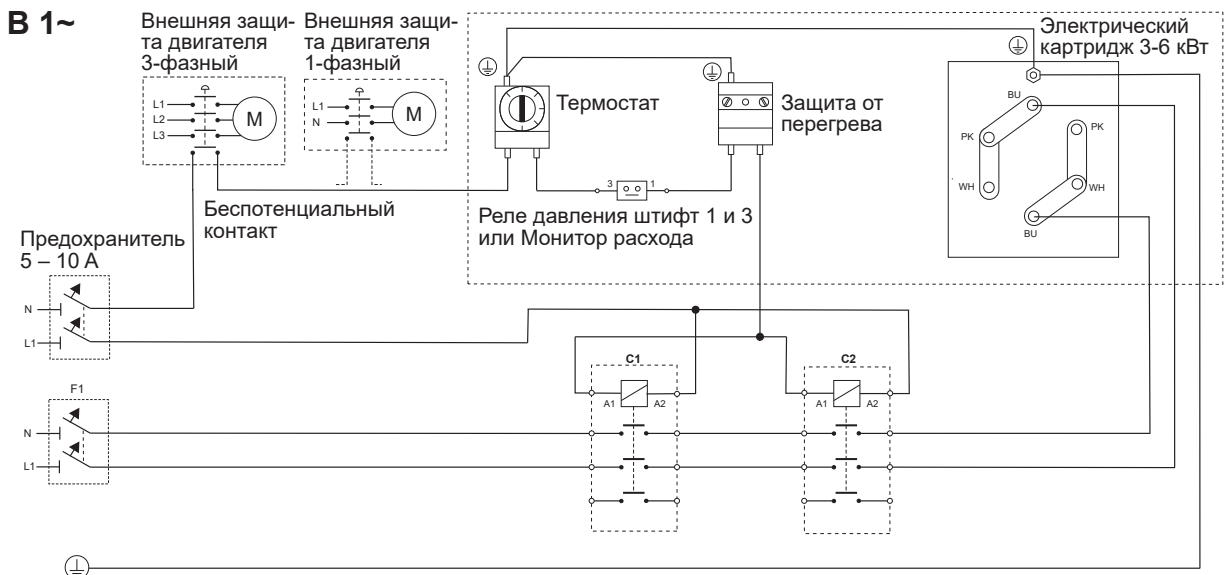 В 1~
Внешняя защи-
та двигателя
3-фазный
Внешняя защи-
та двигателя
1-фазный
Электрический
картридж 3-6 кВт
L1
L2
L3
M
L1
N
M
Термостат
Защита от
перегрева
BU
PK
WH
PK
WH
BU
3
1
Беспотенциальный
контакт
Реле давления штифт 1 и 3
или Монитор расхода
Предохранитель
5 – 10 A
N
L1
C1
A1
A2
C2
A1
A2
F1
N
L1